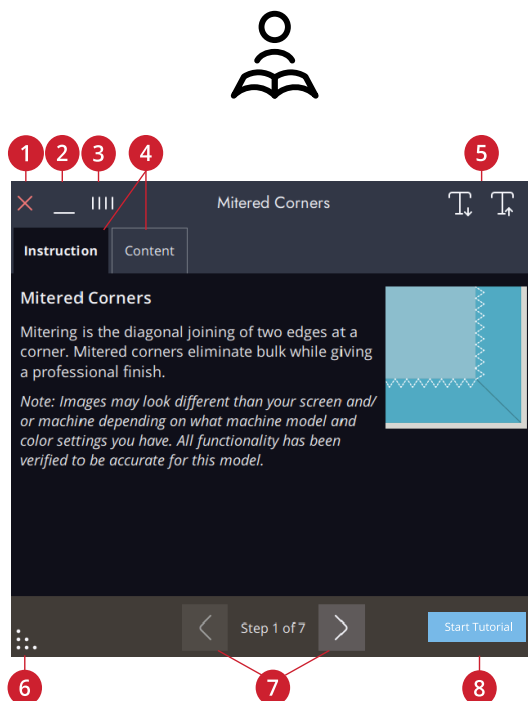 1 2 3 4 5
Mitered Corners
Instruction Content
Mitered Corners
Mitering is the diagonal joining of two edges at a
corner. Mitered corners eliminate bulk while giving
a professional finish.
Note: Images may look different than your screen and/
or machine depending on what machine model and
color settings you have. All functionality has been
verified to be accurate for this model.
Step 1 of 7
Start Tutorial
6 7 8